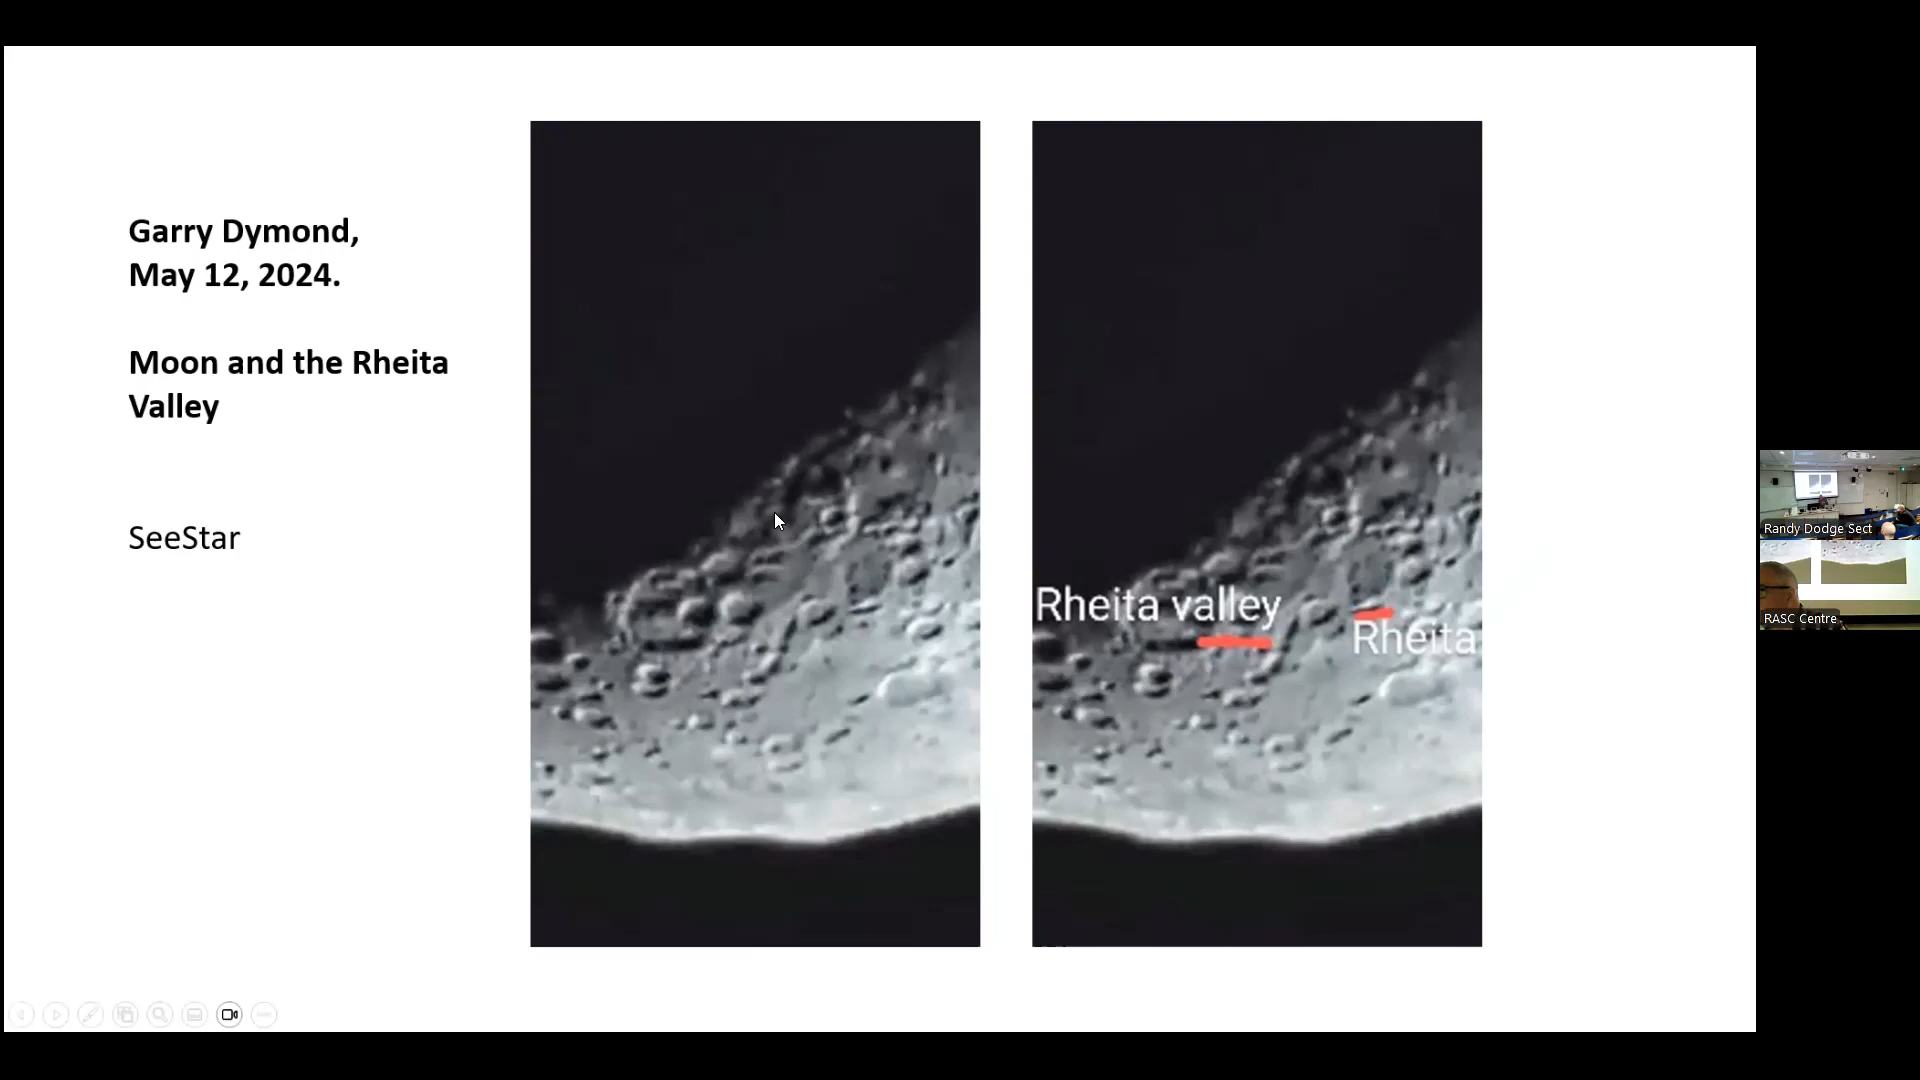 Garry Dymond,
May 12, 2024.
Moon and the Rheita
Valley
SeeStar
Rheita valley
Rheita
Randy Dodge Sect
RASC Centre